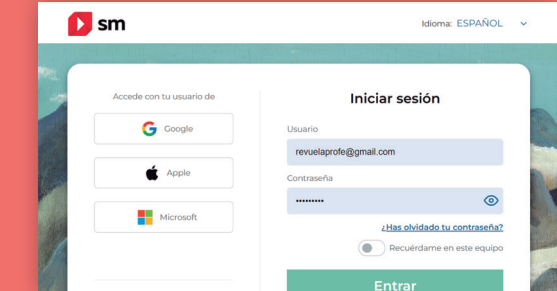 sm
Idioma: ESPAÑOL
Accede con tu usuario de
Google
Apple
Microsoft
Iniciar sesión
Usuario
revuelaprofe@gmail.com
Contraseña
•••••••••
¿Has olvidado tu contraseña?
Recuérdame en este equipo
Entrar